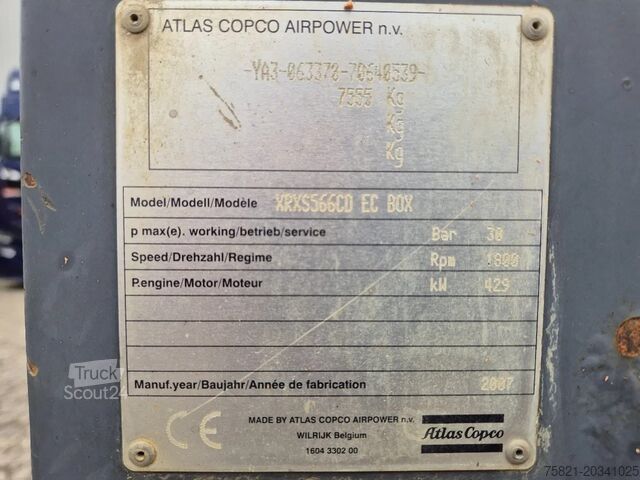 ATLAS COPCO AIRPOWER n.v.
-YA3-063370-70640539-
7555 Kg
Kg
Kg
Model/Modell/Modèle XRXS566CD EC BOX
p max(e). working/betrieb/service Bar 30
Speed/Drehzahl/Regime Rpm 1800
P.engine/Motor/Moteur kW 429
Manuf.year/Baujahr/Année de fabrication 2007
CE
MADE BY ATLAS COPCO AIRPOWER n.v.
WILRIJK Belgium
1604 3302 00
Atlas Copco
Truck
Scout24
75821-20341025